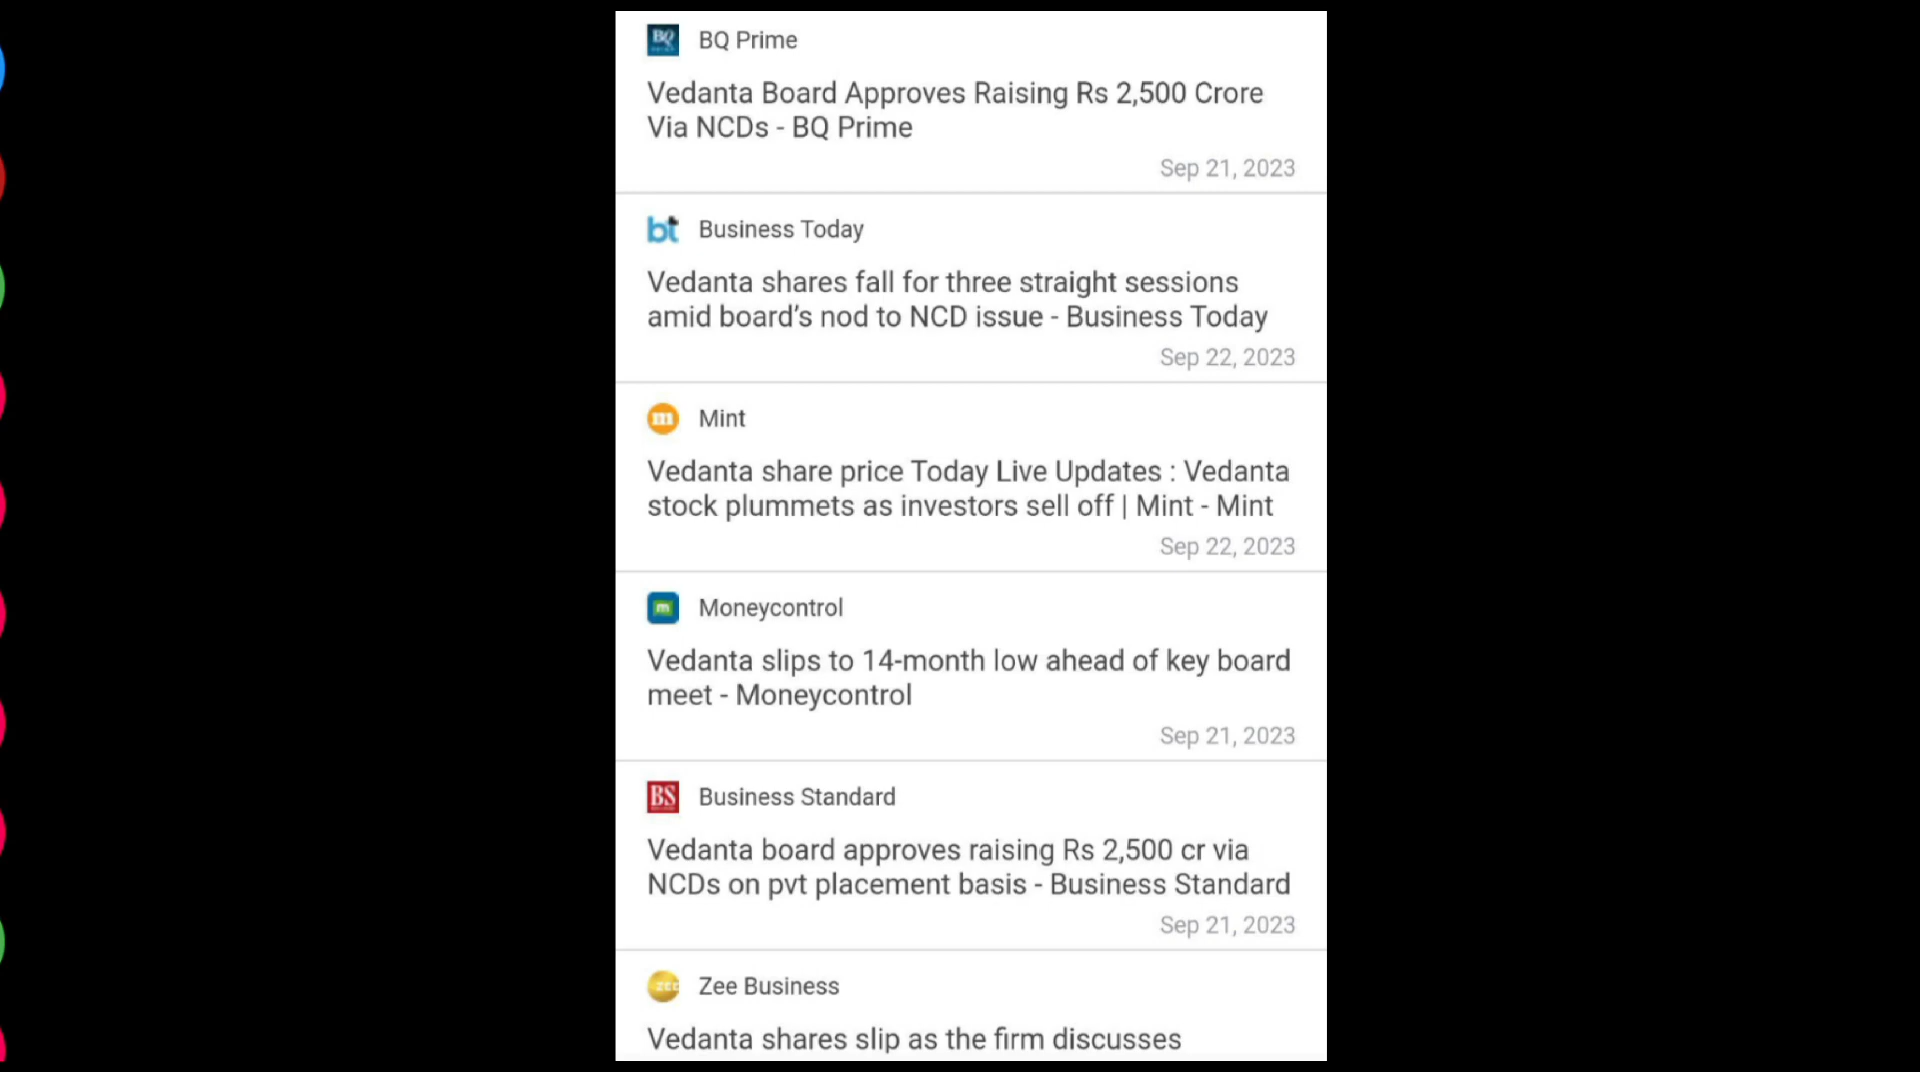 BQ Prime
Vedanta Board Approves Raising Rs 2,500 Crore
Via NCDs - BQ Prime
Sep 21, 2023
bt Business Today
Vedanta shares fall for three straight sessions
amid board’s nod to NCD issue - Business Today
Sep 22, 2023
m Mint
Vedanta share price Today Live Updates : Vedanta
stock plummets as investors sell off | Mint - Mint
Sep 22, 2023
m Moneycontrol
Vedanta slips to 14-month low ahead of key board
meet - Moneycontrol
Sep 21, 2023
BS Business Standard
Vedanta board approves raising Rs 2,500 cr via
NCDs on pvt placement basis - Business Standard
Sep 21, 2023
Zee Business
Vedanta shares slip as the firm discusses